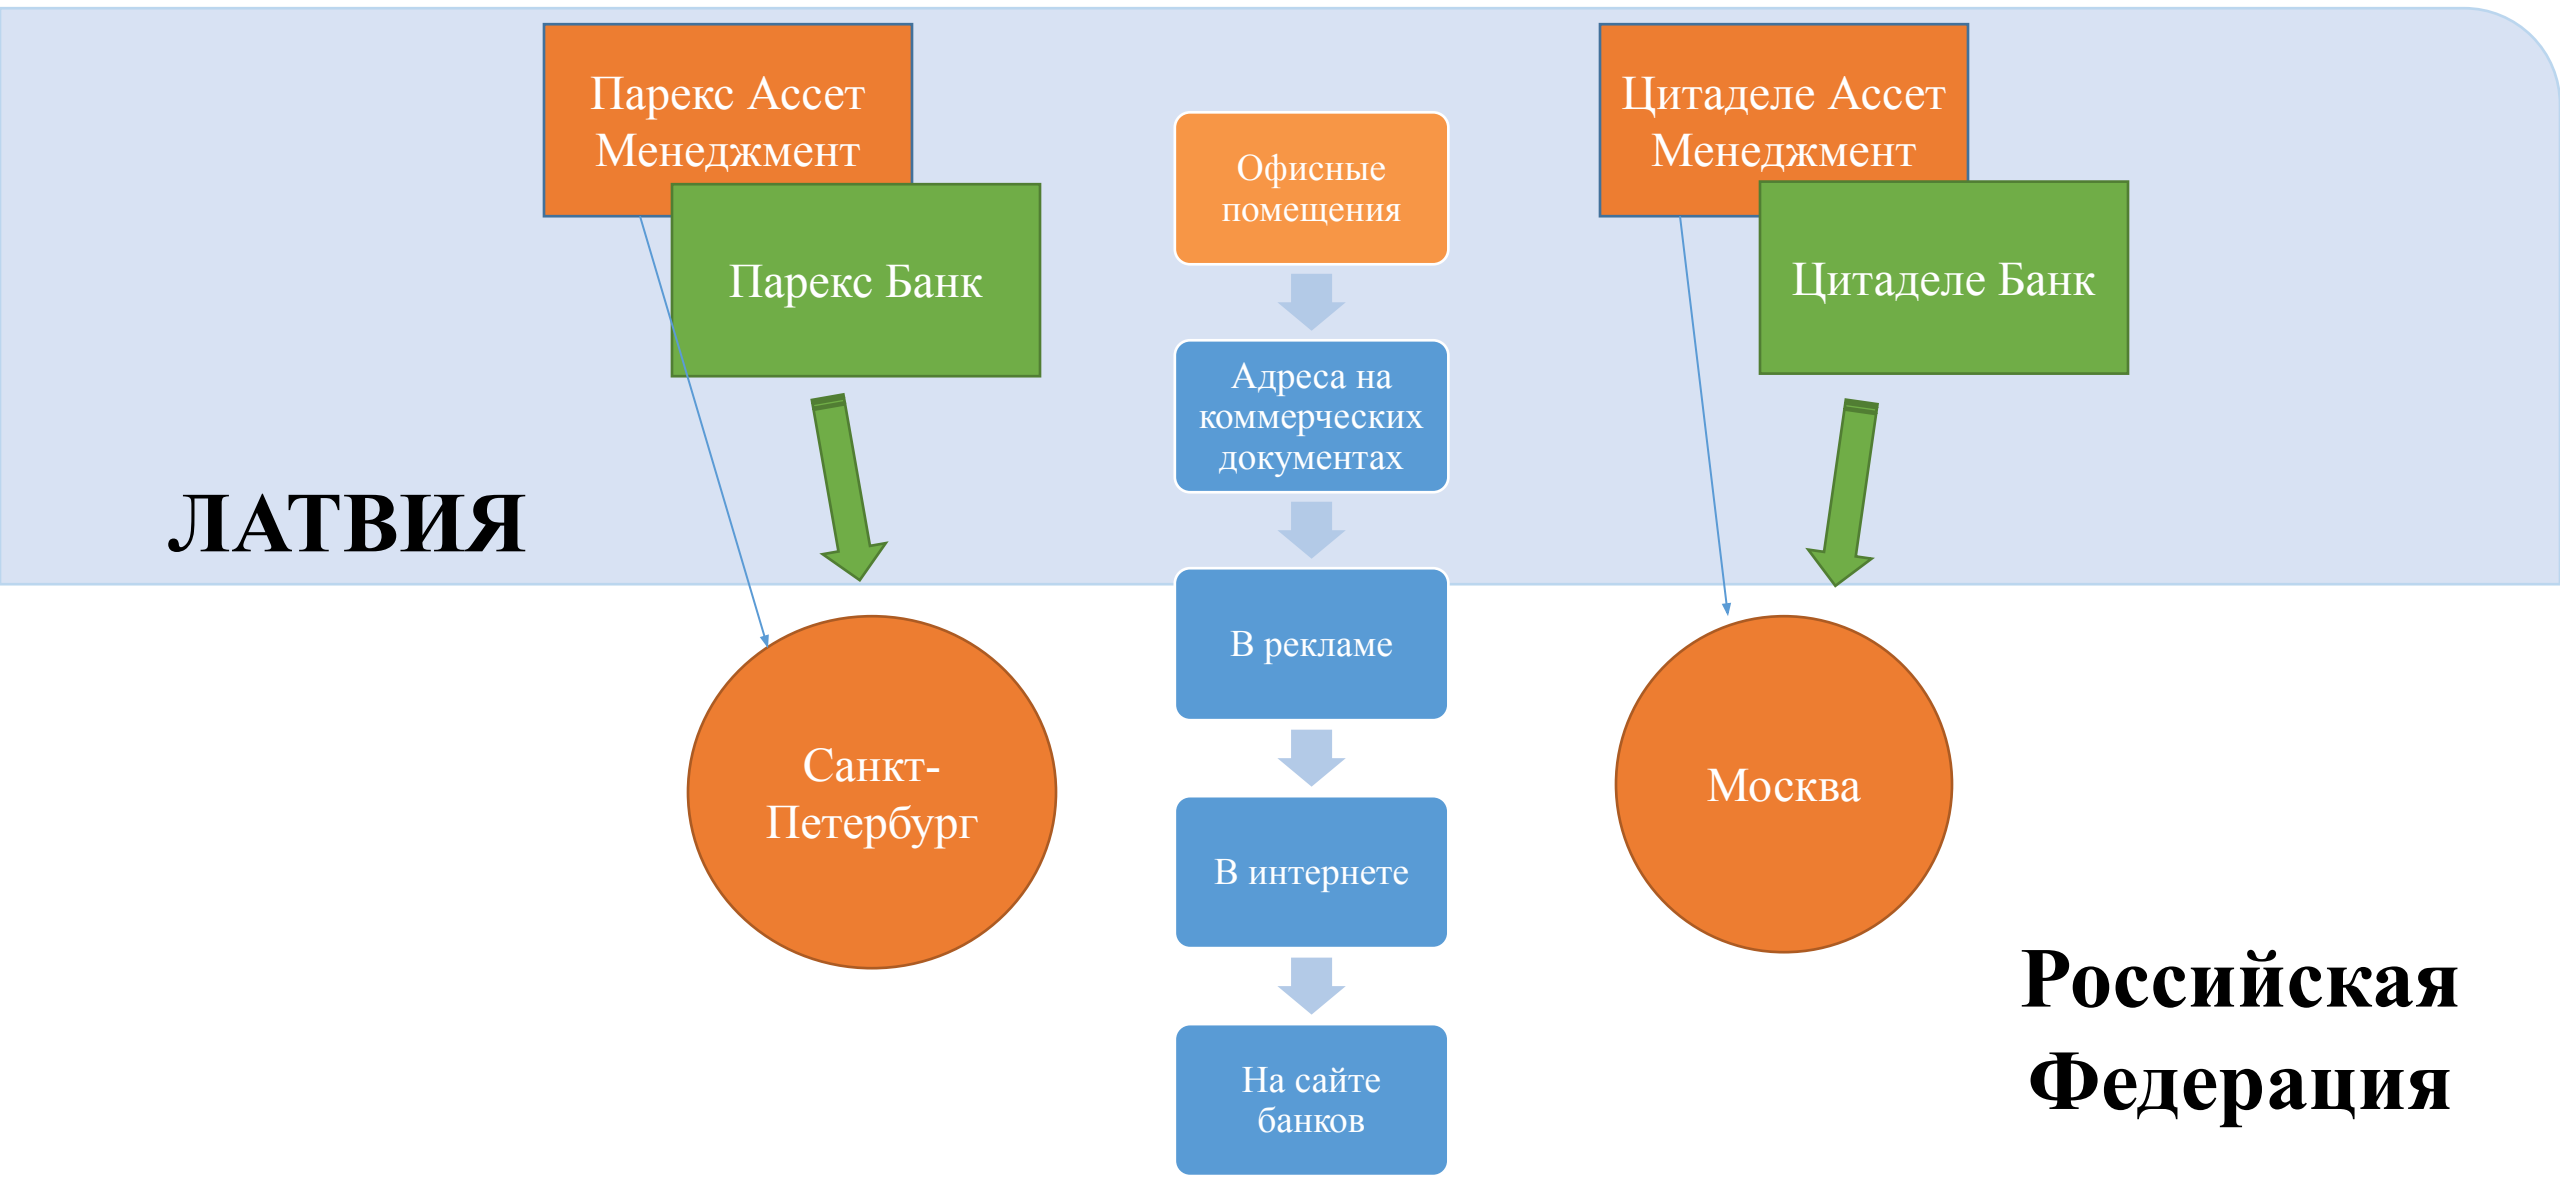 Парекс Ассет
Менеджмент
Парекс Банк
ЛАТВИЯ
Санкт-
Петербург
Офисные
помещения
Адреса на
коммерческих
документах
В рекламе
В интернете
На сайте
банков
Цитаделе Ассет
Менеджмент
Цитаделе Банк
Москва
Российская
Федерация